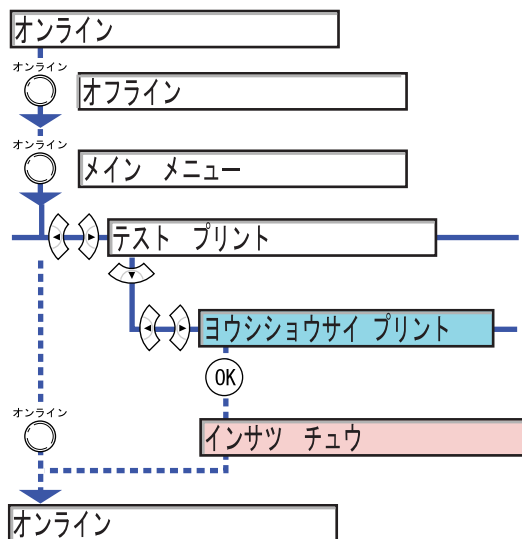 オンライン
オンライン
オフライン
オンライン
メイン メニュー
テスト プリント
ヨウシショウサイ プリント
OK
オンライン
インサツ チュウ
オンライン